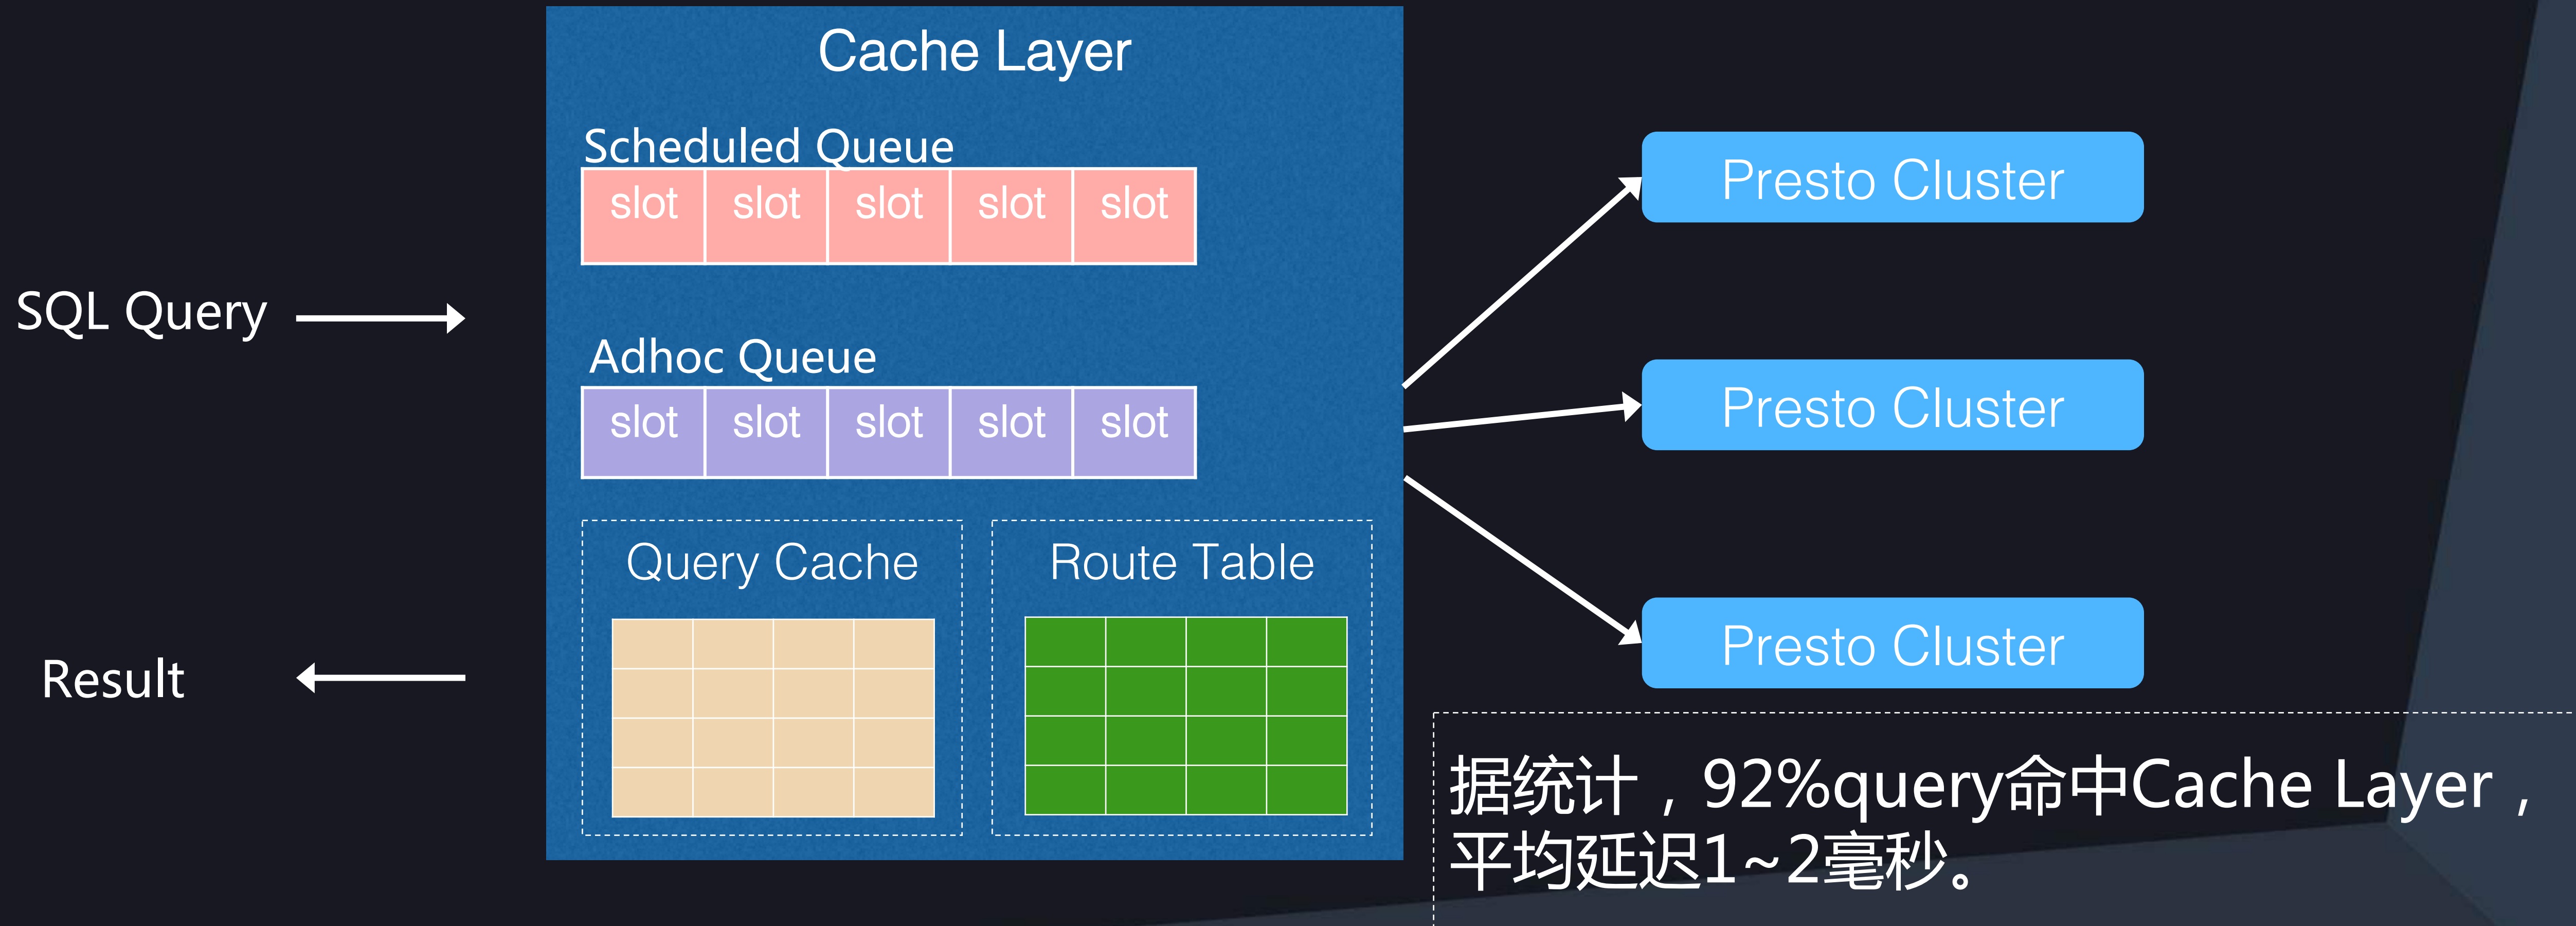 Cache Layer
Scheduled Queue
slot slot slot slot slot
SQL Query
Adhoc Queue
slot slot slot slot slot
Query Cache
Route Table
Result
Presto Cluster
Presto Cluster
Presto Cluster
据统计，92%query命中Cache Layer，
平均延迟1~2毫秒。